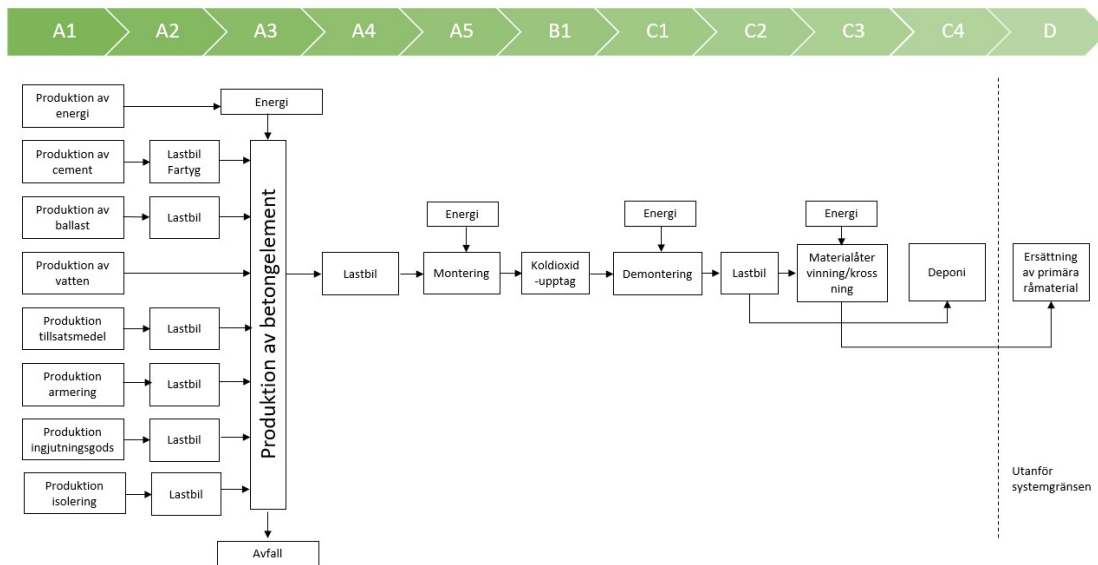 A1
A2
A3
A4
A5
B1
C1
C2
C3
C4
D
Produktion av
energi
Energi
Produktion av
cement
Lastbil
Fartyg
Produktion av
ballast
Lastbil
Produktion av
vatten
Produktion
tillsatsmedel
Lastbil
Produktion
armering
Lastbil
Produktion
ingjutningsgods
Lastbil
Produktion
isolering
Lastbil
Produktion av betongelement
Avfall
Lastbil
Energi
Montering
Koldioxid
-upptag
Energi
Demontering
Lastbil
Energi
Materialåter
vinning/kross
ning
Deponi
Ersättning
av primära
råmaterial
Utanför
systemgränsen